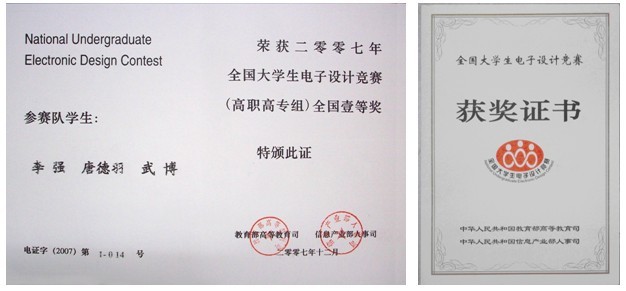 National Undergraduate
Electronic Design Contest
参赛队学生：
李强 唐德羽 武博
电证字 (2007) 第 1-014 号
荣获二零零七年
全国大学生电子设计竞赛
(高职高专组) 全国壹等奖
特颁此证
教育部高等教育司 信息产业部人事司
二零零七年十二月
全国大学生电子设计竞赛
获奖证书
全国大学生电子设计竞赛
中华人民共和国教育部高等教育司
中华人民共和国信息产业部人事司